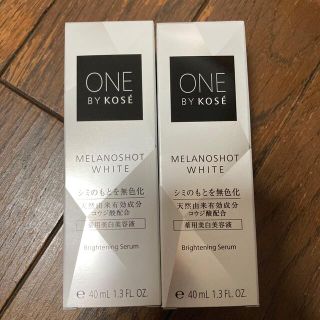 ONE
BY KOSÉ
MELANOSHOT
WHITE
シミのもとを無色化
天然由来有効成分
コウジ酸配合
薬用美白美容液
Brightening Serum
℮ 40 mL 1.3 FL. OZ.
ONE
BY KOSÉ
MELANOSHOT
WHITE
シミのもとを無色化
天然由来有効成分
コウジ酸配合
薬用美白美容液
Brightening Serum
℮ 40 mL 1.3 FL. OZ.